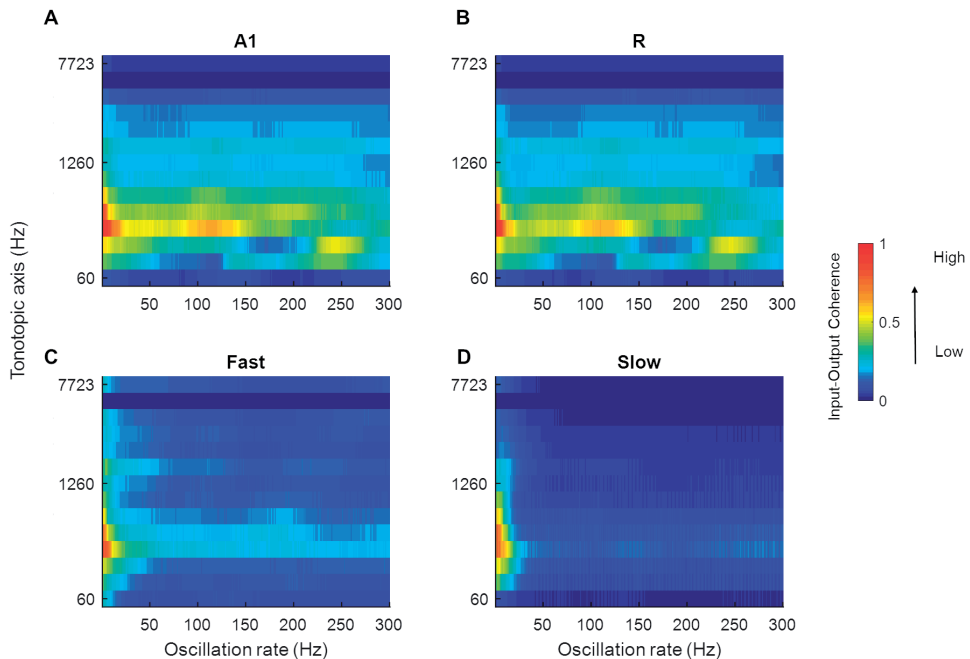 A
B
A1
R
7723
1260
60
50 100 150 200 250 300
7723
1260
60
50 100 150 200 250 300
Tonotopic axis (Hz)
C
D
Fast
Slow
7723
1260
60
50 100 150 200 250 300
Oscillation rate (Hz)
7723
1260
60
50 100 150 200 250 300
Oscillation rate (Hz)
Input-Output Coherence
1
0.5
0
High
Low